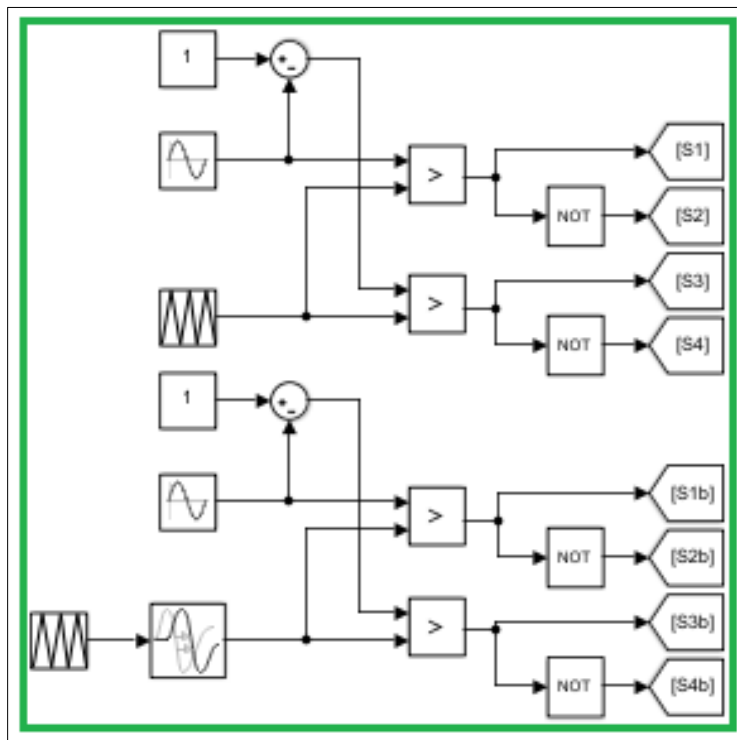 1
+
-
>
[S1]
NOT
[S2]
>
[S3]
NOT
[S4]
1
+
-
>
[S1b]
NOT
[S2b]
>
[S3b]
NOT
[S4b]